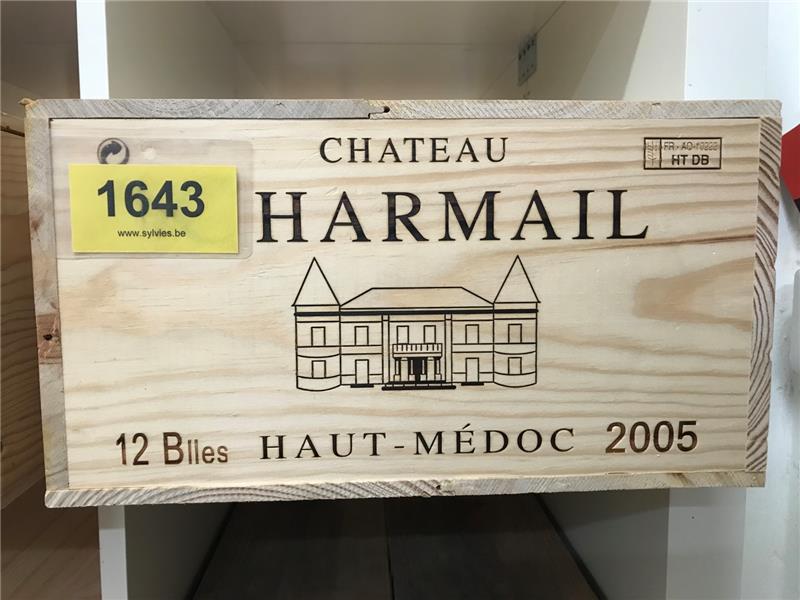 CHATEAU
HARMAIL
1643
www.sylvies.be
HT DB
12 Blles
HAUT-MÉDOC
2005